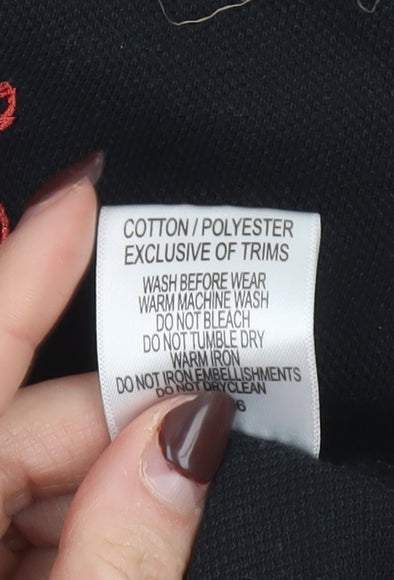 COTTON / POLYESTER
EXCLUSIVE OF TRIMS
WASH BEFORE WEAR
WARM MACHINE WASH
DO NOT BLEACH
DO NOT TUMBLE DRY
WARM IRON
DO NOT IRON EMBELLISHMENTS
DO NOT DRYCLEAN
6